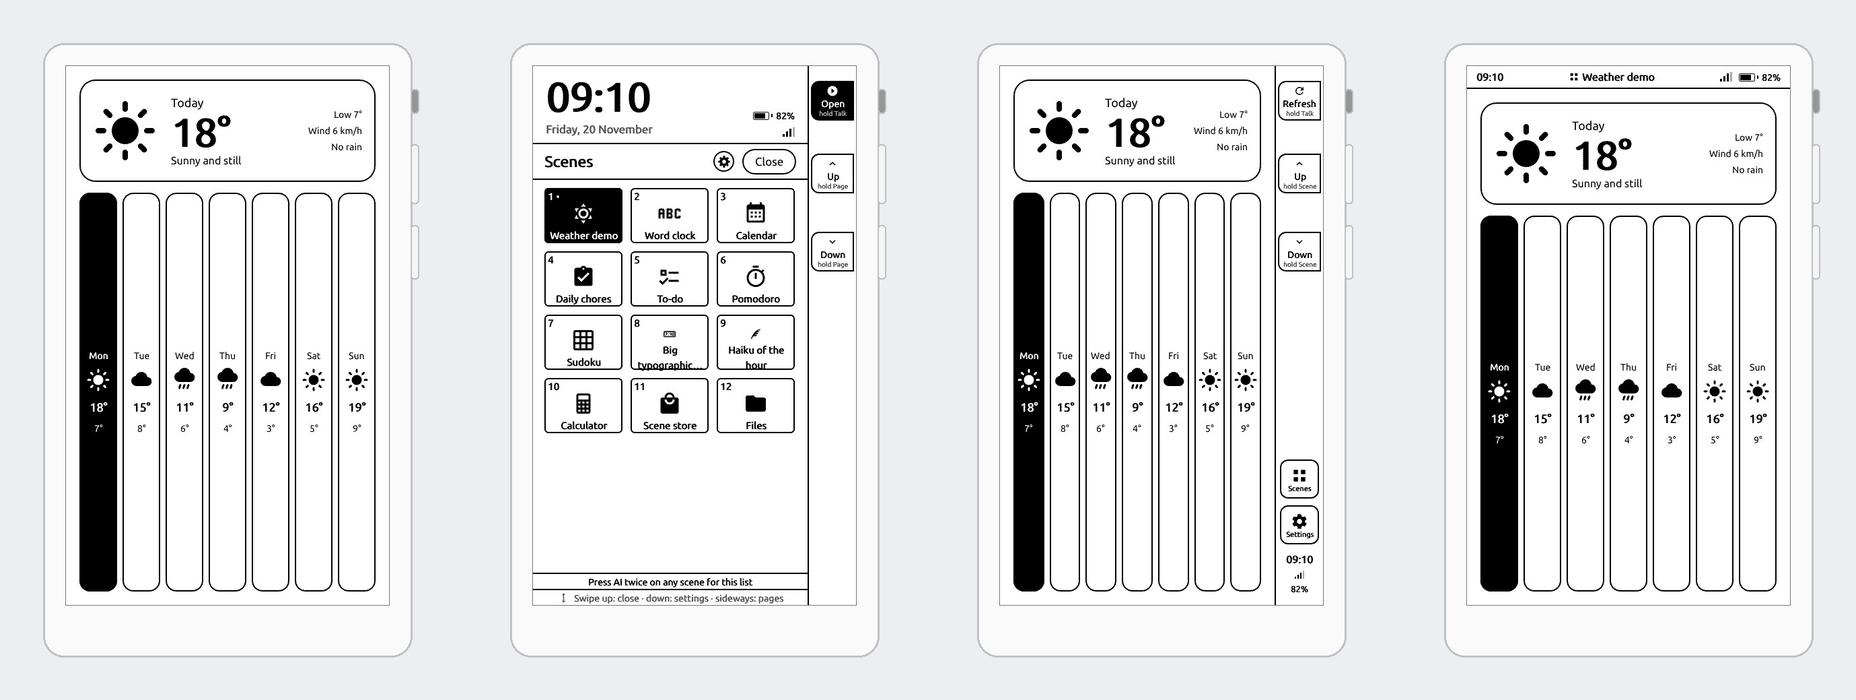 Today
18°
Sunny and still
Low 7°
Wind 6 km/h
No rain
Mon Tue Wed Thu Fri Sat Sun
18° 15° 11° 9° 12° 16° 19°
7° 8° 6° 4° 3° 5° 9°
09:10
82%
Friday, 20 November
Scenes
Close
1 • Weather demo
2 ABC Word clock
3 Calendar
4 Daily chores
5 To-do
6 Pomodoro
7 Sudoku
8 Big
typographic...
9 Haiku of the
hour
10 Calculator
11 Scene store
12 Files
Press AI twice on any scene for this list
Swipe up: close · down: settings · sideways: pages
Open
hold Talk
Up
hold Page
Down
hold Page
Today
18°
Sunny and still
Low 7°
Wind 6 km/h
No rain
Mon Tue Wed Thu Fri Sat Sun
18° 15° 11° 9° 12° 16° 19°
7° 8° 6° 4° 3° 5° 9°
Refresh
hold Talk
Up
hold Scene
Down
hold Scene
Scenes
Settings
09:10
82%
09:10 Weather demo 82%
Today
18°
Sunny and still
Low 7°
Wind 6 km/h
No rain
Mon Tue Wed Thu Fri Sat Sun
18° 15° 11° 9° 12° 16° 19°
7° 8° 6° 4° 3° 5° 9°